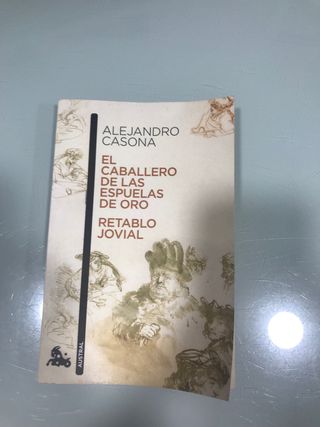 ALEJANDRO
CASONA
EL
CABALLERO
DE LAS
ESPUELAS
DE ORO
RETABLO
JOVIAL
AUSTRAL